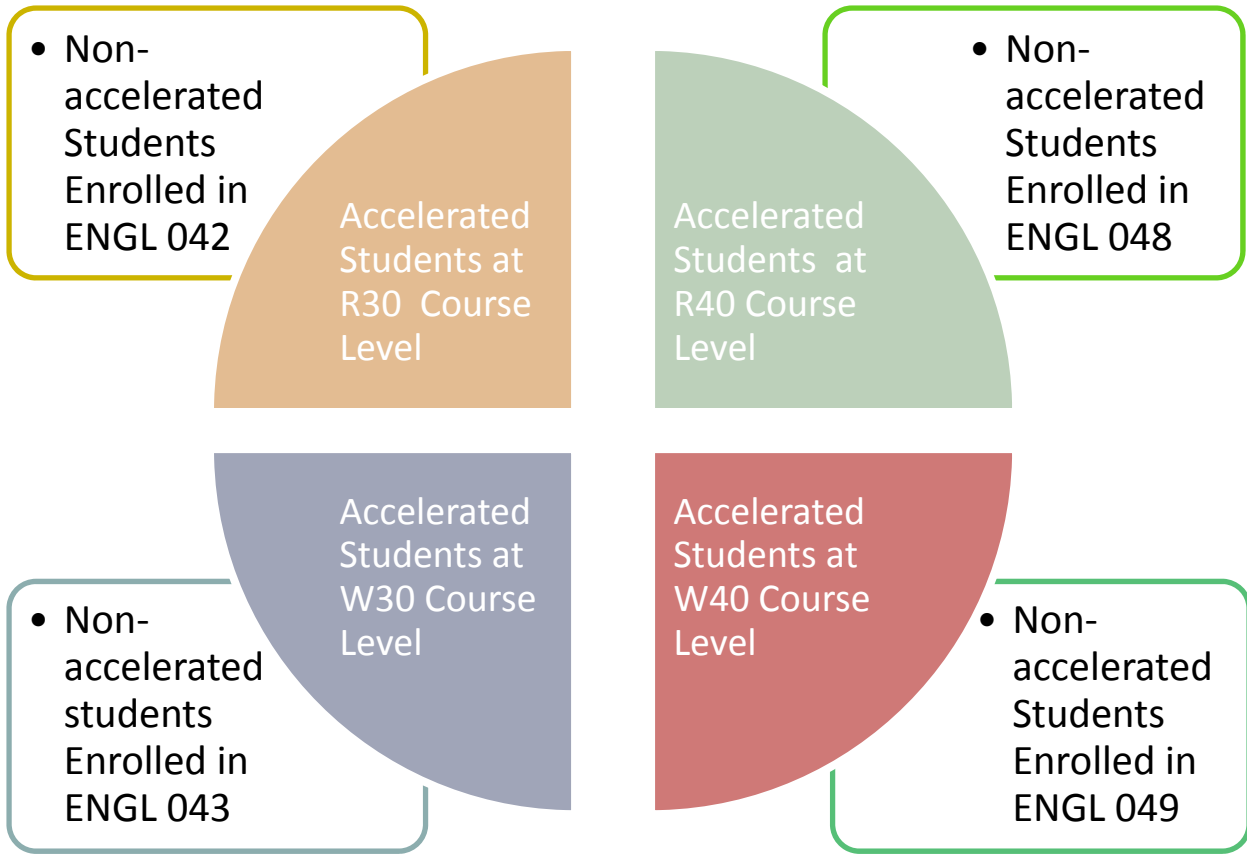 • Non-
accelerated
Students
Enrolled in
ENGL 042
• Non-
accelerated
Students
Enrolled in
ENGL 048
Accelerated
Students at
R30 Course
Level
Accelerated
Students at
R40 Course
Level
Accelerated
Students at
W30 Course
Level
Accelerated
Students at
W40 Course
Level
• Non-
accelerated
students
Enrolled in
ENGL 043
• Non-
accelerated
Students
Enrolled in
ENGL 049